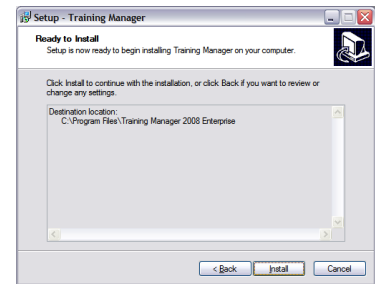 Setup - Training Manager
Ready to Install
Setup is now ready to begin installing Training Manager on your computer.
Click Install to continue with the installation, or click Back if you want to review or
change any settings.
Destination location:
C:\Program Files\Training Manager 2008 Enterprise
< Back
Install
Cancel